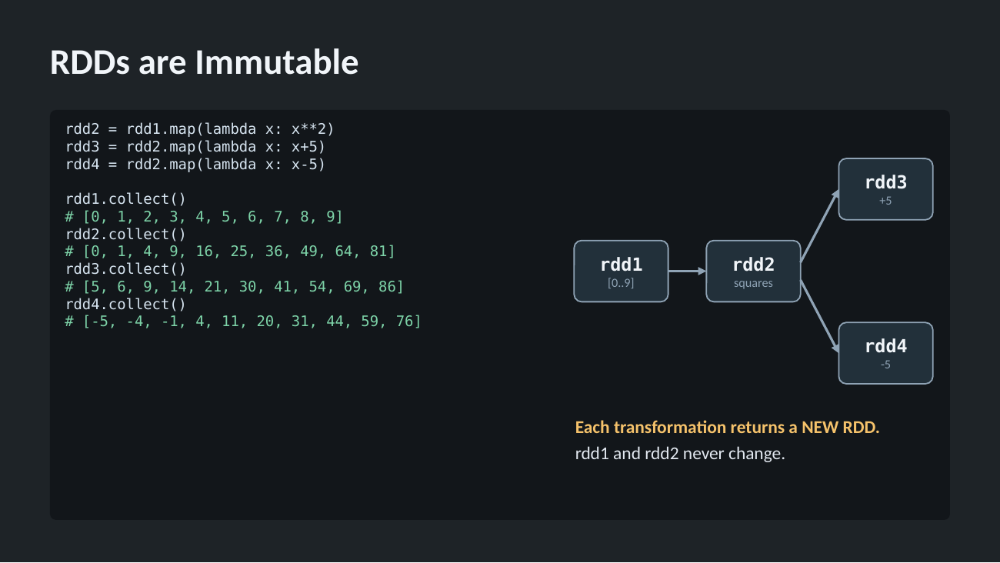 RDDs are Immutable
rdd2 = rdd1.map(lambda x: x**2)
rdd3 = rdd2.map(lambda x: x+5)
rdd4 = rdd2.map(lambda x: x-5)
rdd1.collect()
# [0, 1, 2, 3, 4, 5, 6, 7, 8, 9]
rdd2.collect()
# [0, 1, 4, 9, 16, 25, 36, 49, 64, 81]
rdd3.collect()
# [5, 6, 9, 14, 21, 30, 41, 54, 69, 86]
rdd4.collect()
# [-5, -4, -1, 4, 11, 20, 31, 44, 59, 76]
rdd1
[0..9]
rdd2
squares
rdd3
+5
rdd4
-5
Each transformation returns a NEW RDD.
rdd1 and rdd2 never change.